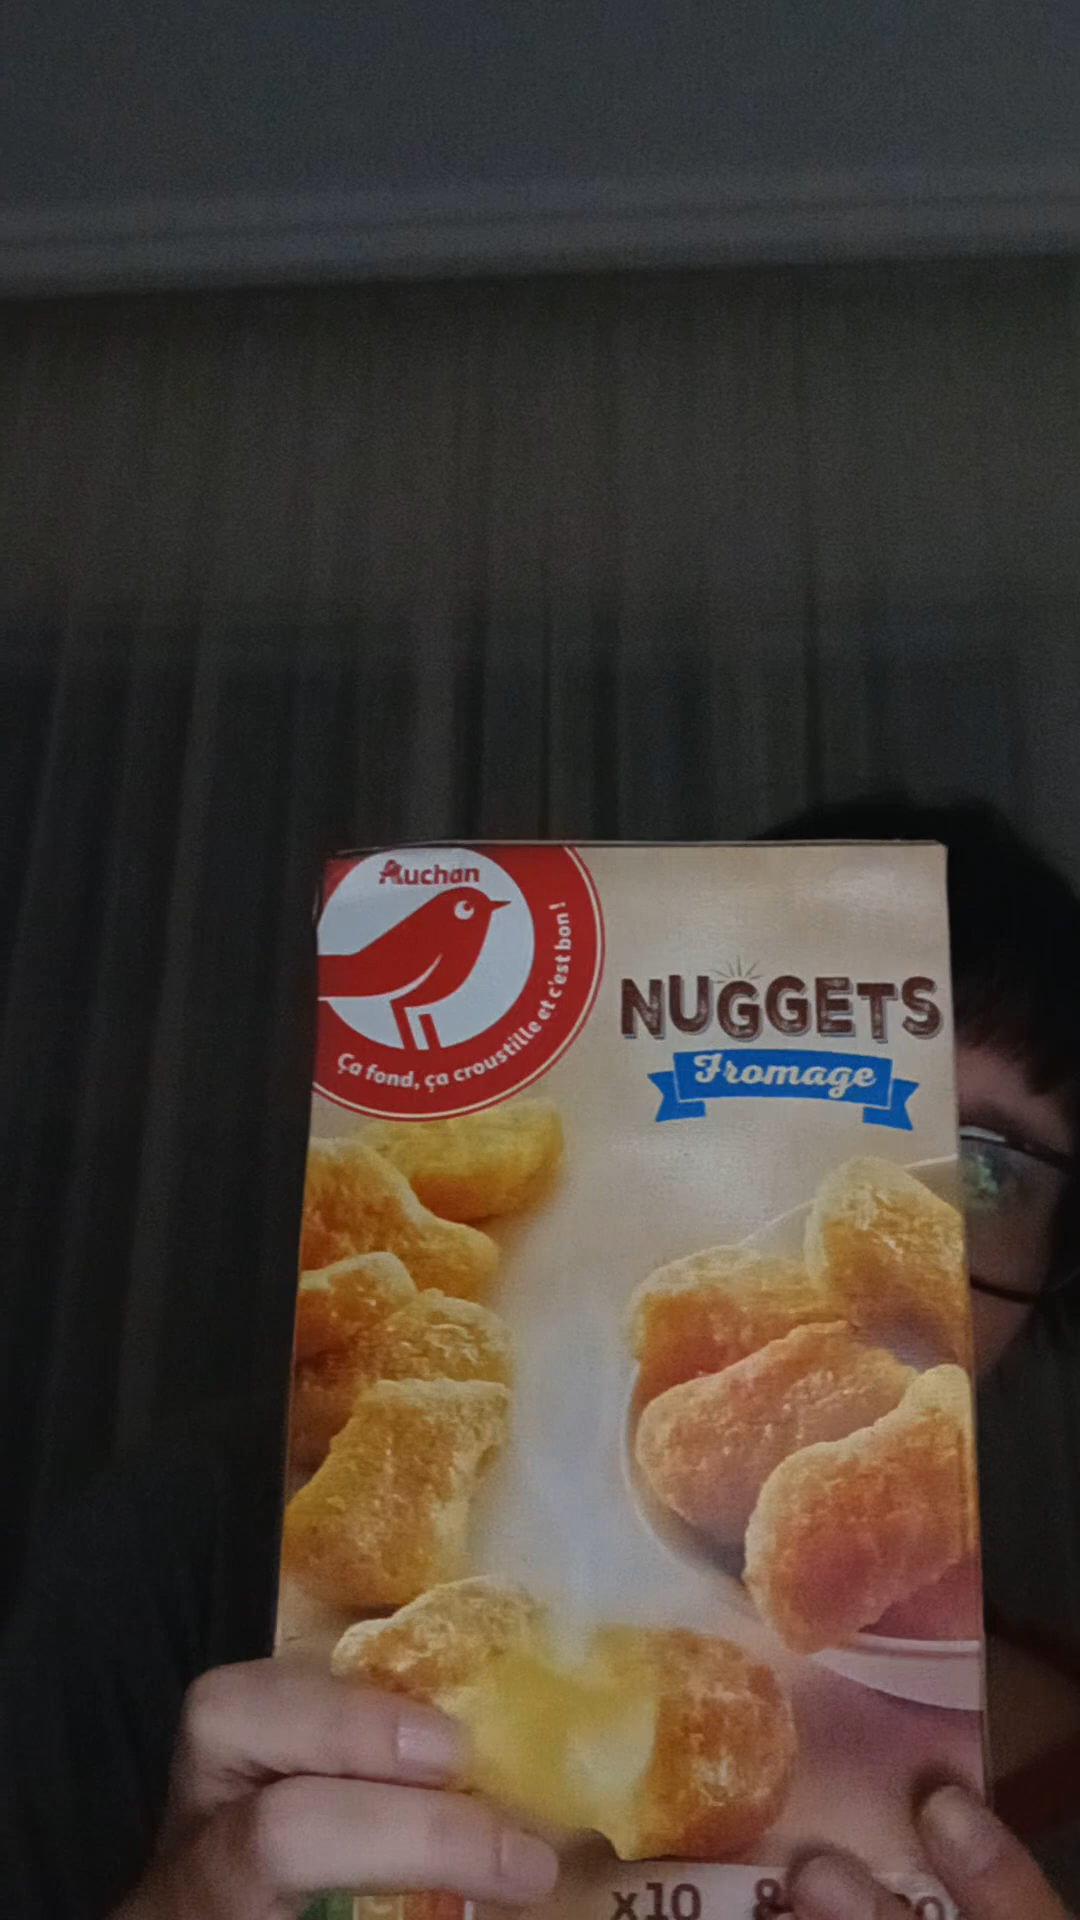 Auchan
Ça fond, ça croustille et c'est bon !
NUGGETS
Fromage
x10